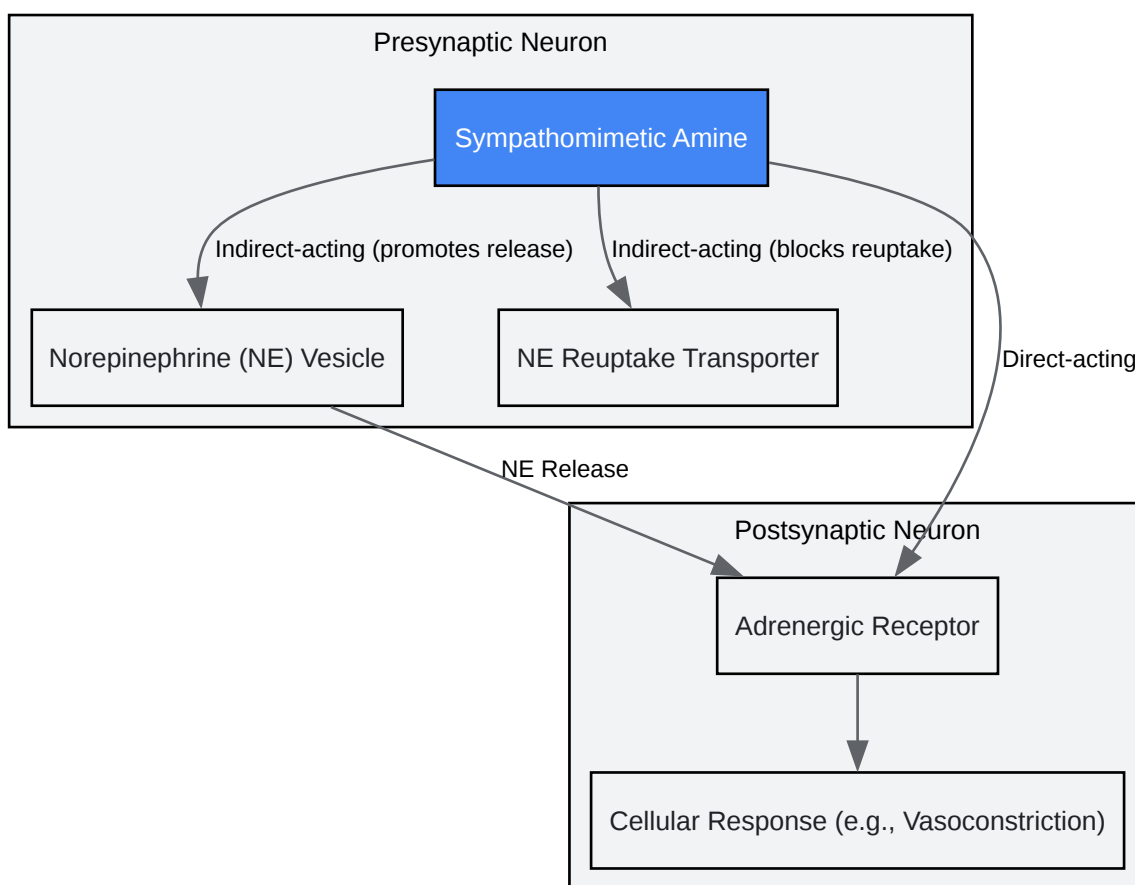 Presynaptic Neuron
Sympathomimetic Amine
Indirect-acting (promotes release)
Indirect-acting (blocks reuptake)
Norepinephrine (NE) Vesicle
NE Reuptake Transporter
Direct-acting
NE Release
Postsynaptic Neuron
Adrenergic Receptor
Cellular Response (e.g., Vasoconstriction)